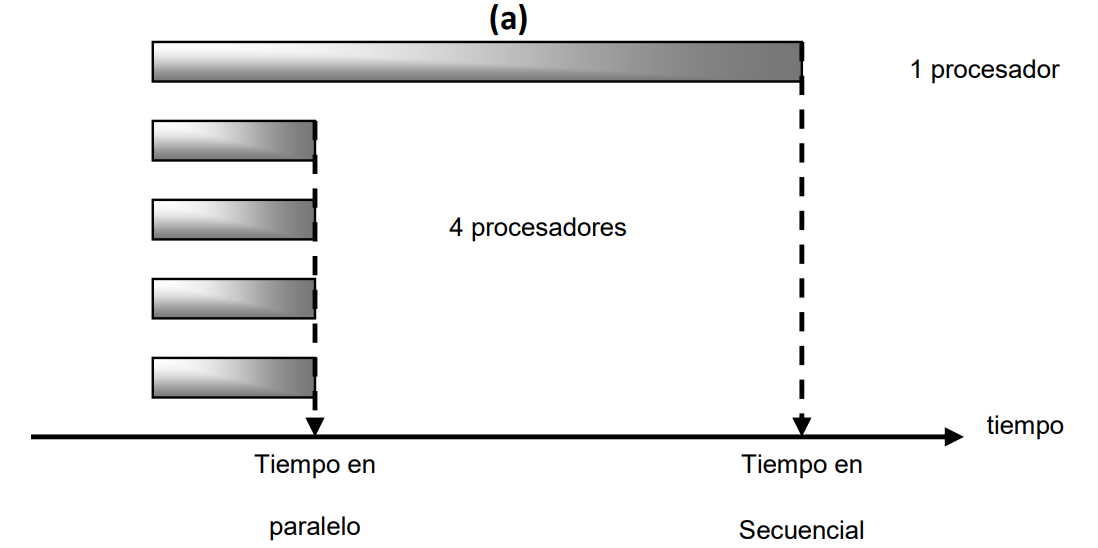 (a)
1 procesador
4 procesadores
tiempo
Tiempo en
paralelo
Tiempo en
Secuencial